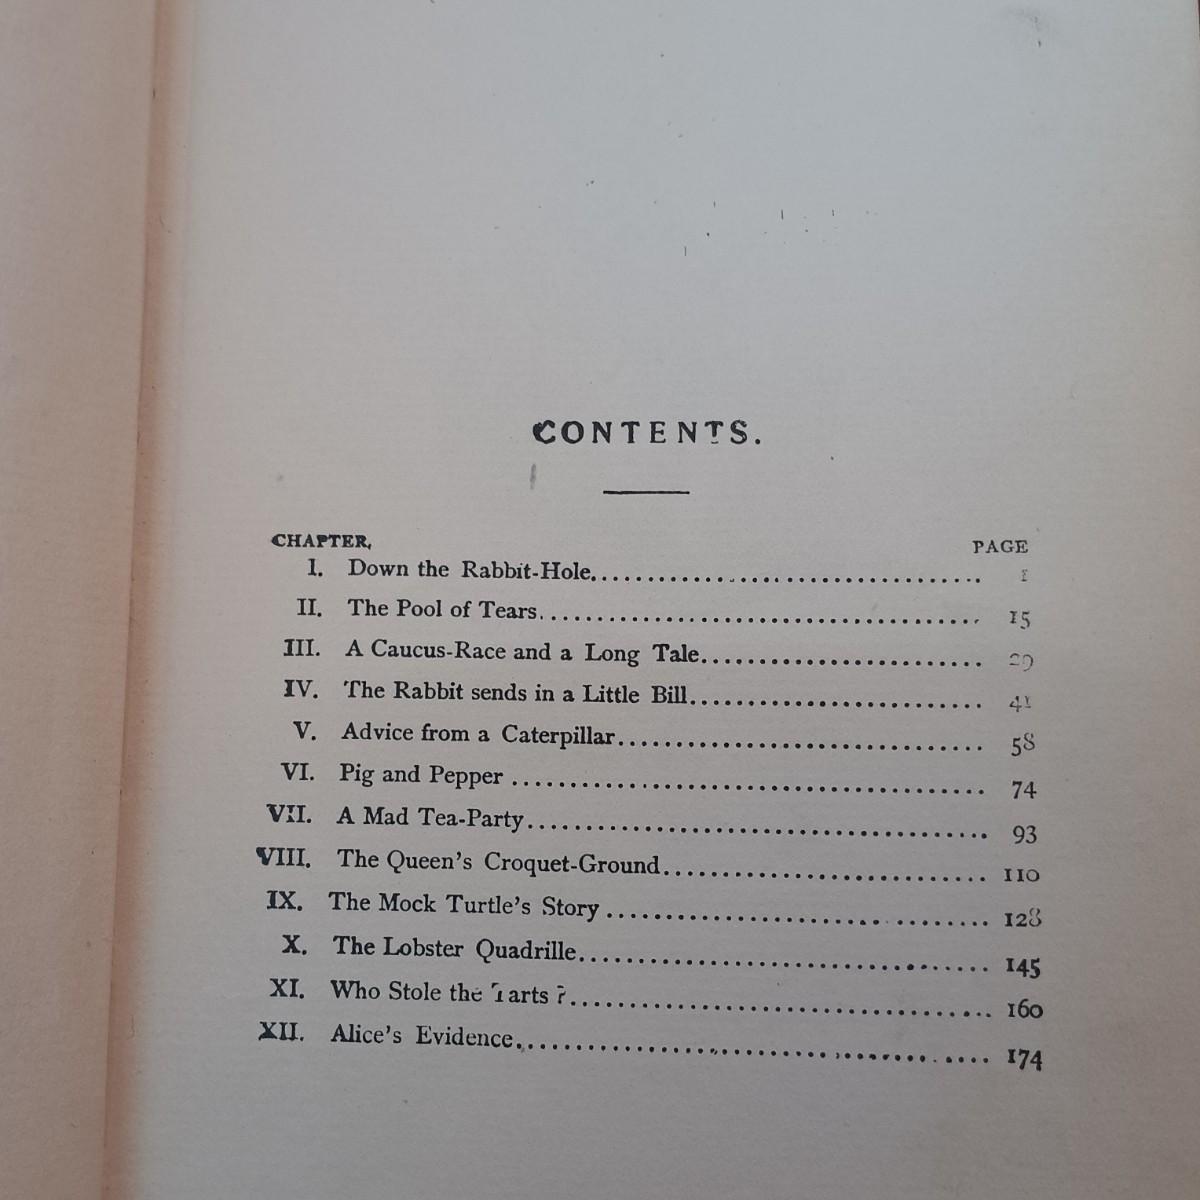 CONTENTS.
CHAPTER. PAGE
I. Down the Rabbit-Hole 1
II. The Pool of Tears 15
III. A Caucus-Race and a Long Tale 29
IV. The Rabbit sends in a Little Bill 41
V. Advice from a Caterpillar 58
VI. Pig and Pepper 74
VII. A Mad Tea-Party 93
VIII. The Queen's Croquet-Ground 110
IX. The Mock Turtle's Story 128
X. The Lobster Quadrille 145
XI. Who Stole the Tarts? 160
XII. Alice's Evidence 174